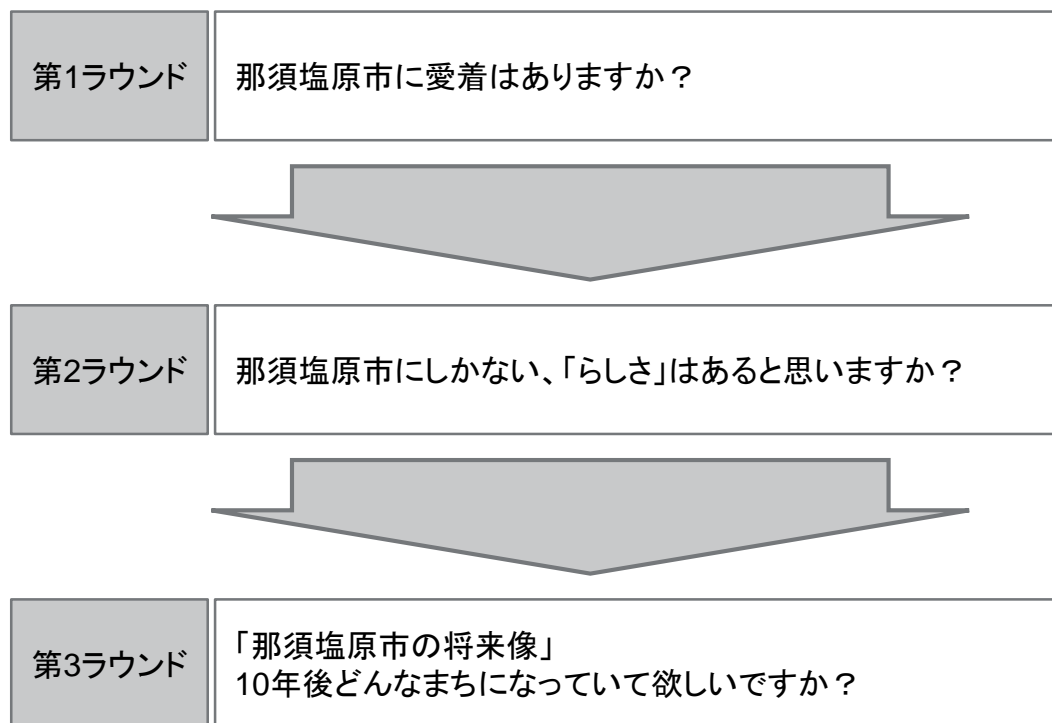 第1ラウンド
那須塩原市に愛着はありますか？
第2ラウンド
那須塩原市にしかない、「らしさ」はあると思いますか？
第3ラウンド
「那須塩原市の将来像」
10年後どんなまちになっていて欲しいですか？